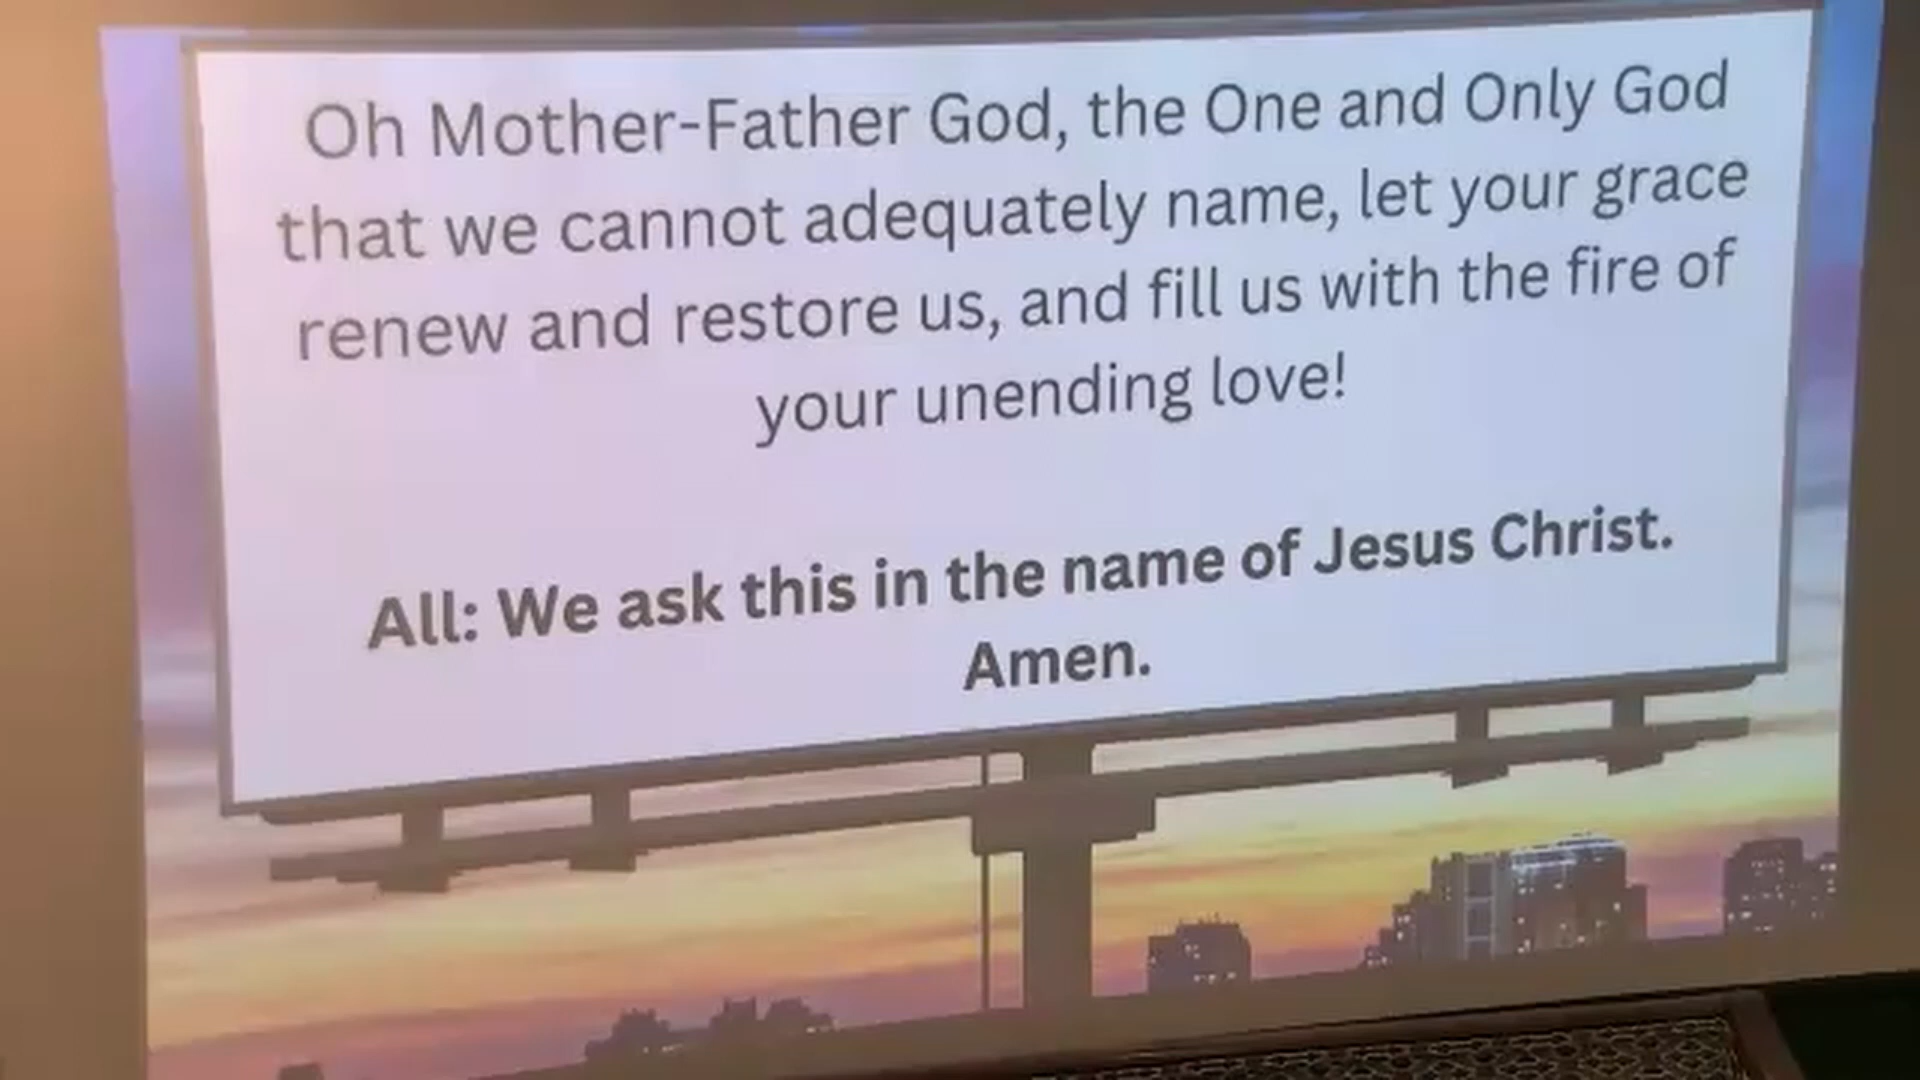 Oh Mother-Father God, the One and Only God
that we cannot adequately name, let your grace
renew and restore us, and fill us with the fire of
your unending love!
All: We ask this in the name of Jesus Christ.
Amen.